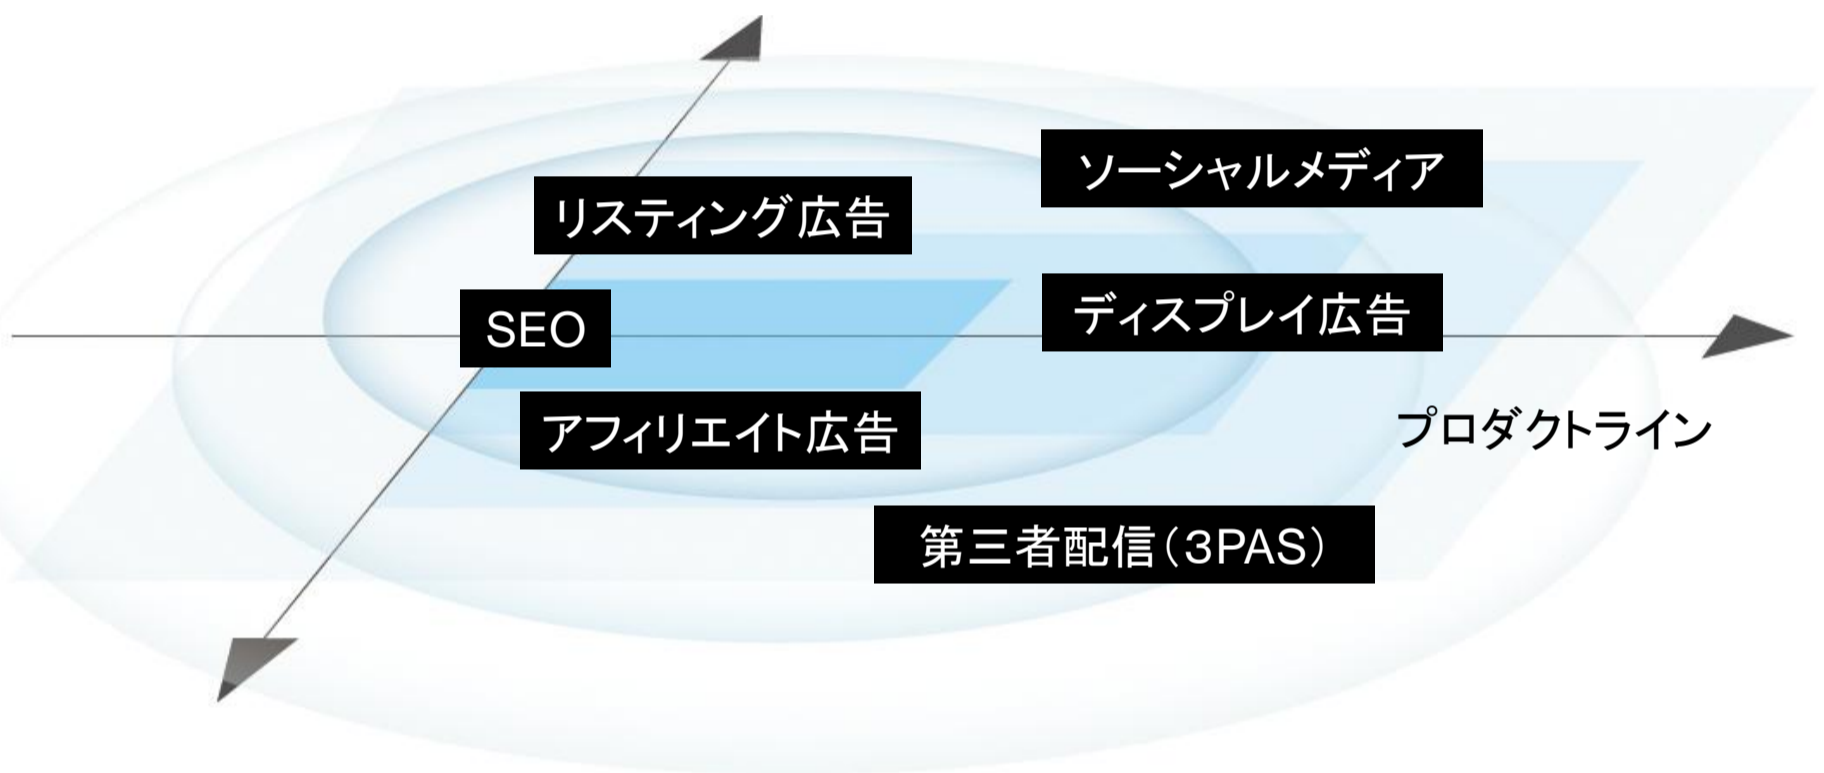 ソーシャルメディア
リスティング広告
ディスプレイ広告
SEO
アフィリエイト広告
プロダクトライン
第三者配信（3PAS）